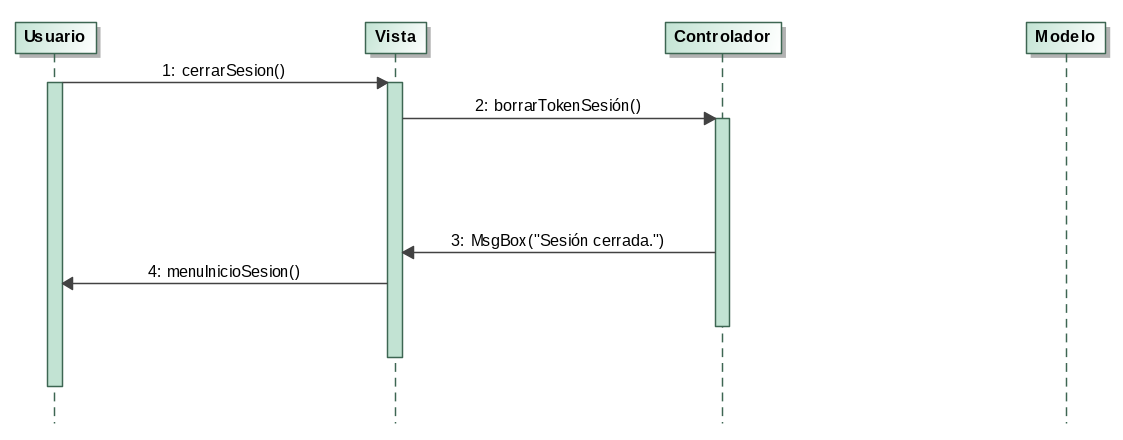 Usuario
Vista
Controlador
Modelo
1: cerrarSesion()
2: borrarTokenSesión()
3: MsgBox("Sesión cerrada.")
4: menuInicioSesion()